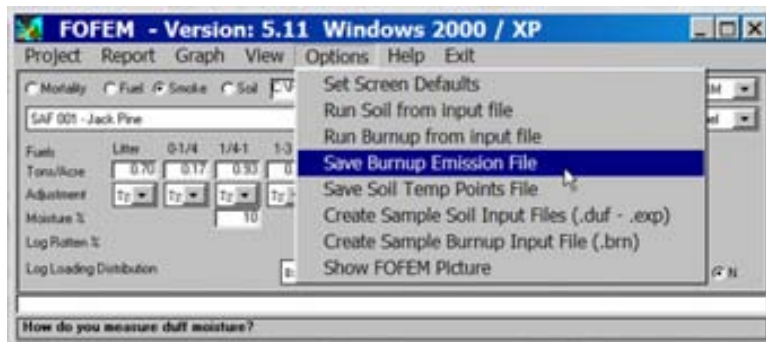 FOFEM - Version: 5.11 Windows 2000 / XP
Project Report Graph View Options Help Exit
Mortality Fuel Smoke Soil
SAF 001 - Jack Pine
Fuels Litter 0-1/4 1/4-1 1-3
Tons/Acre 0.70 0.17 0.93
Adjustment
Moisture % 10
Log Rotten %
Log Loading Distribution
Set Screen Defaults
Run Soil from input file
Run Burnup from input file
Save Burnup Emission File
Save Soil Temp Points File
Create Sample Soil Input Files (.duf - .exp)
Create Sample Burnup Input File (.brn)
Show FOFEM Picture
N
How do you measure duff moisture?